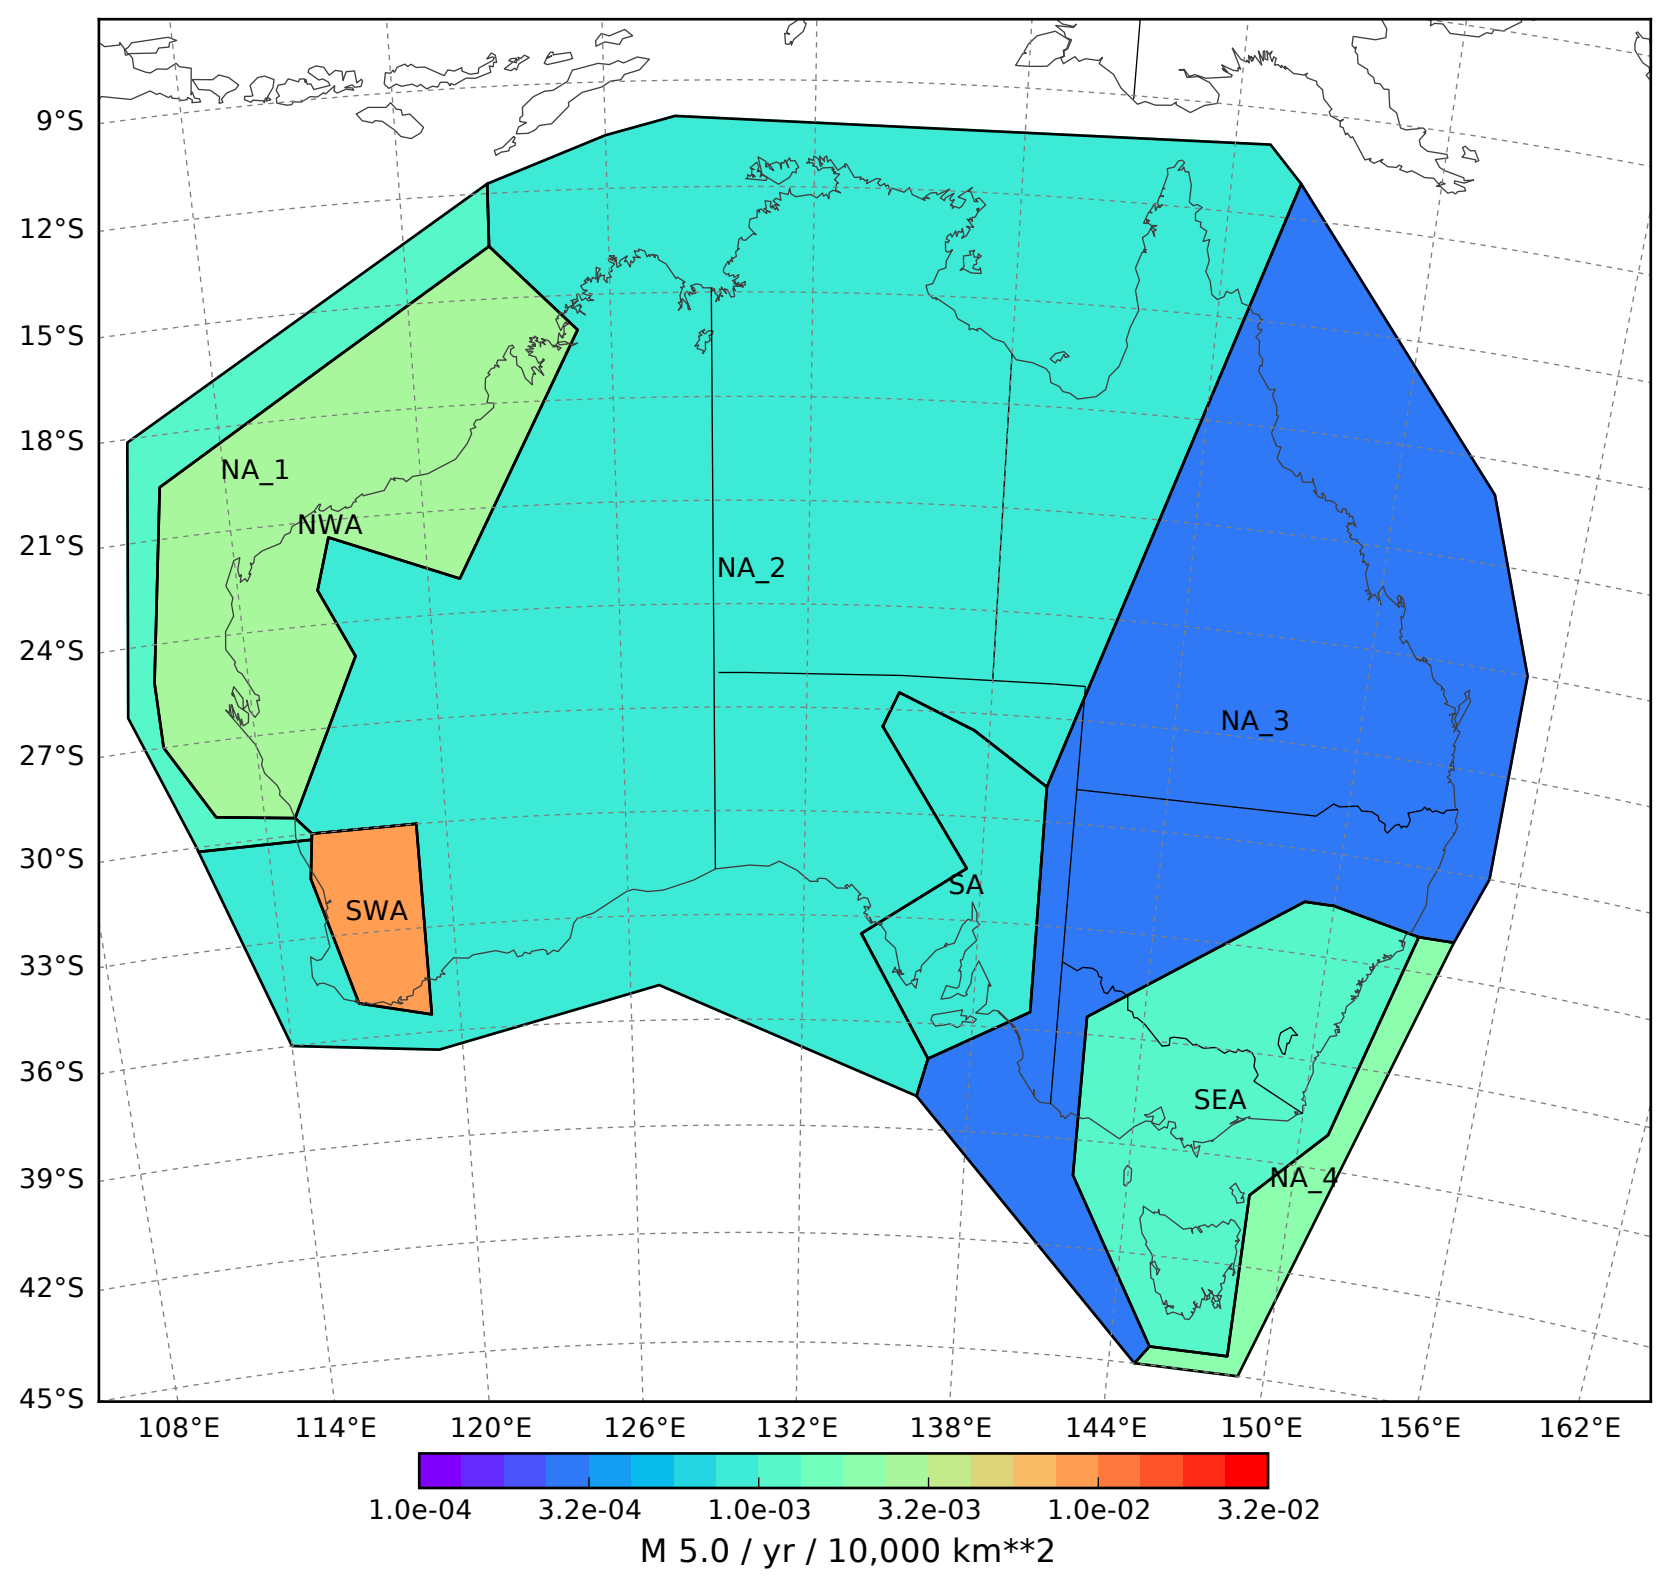 9°S
12°S
15°S
18°S
21°S
24°S
27°S
30°S
33°S
36°S
39°S
42°S
45°S
NA_1
NWA
NA_2
NA_3
SA
SWA
SEA
NA_4
108°E 114°E 120°E 126°E 132°E 138°E 144°E 150°E 156°E 162°E
1.0e-04 3.2e-04 1.0e-03 3.2e-03 1.0e-02 3.2e-02
M 5.0 / yr / 10,000 km**2